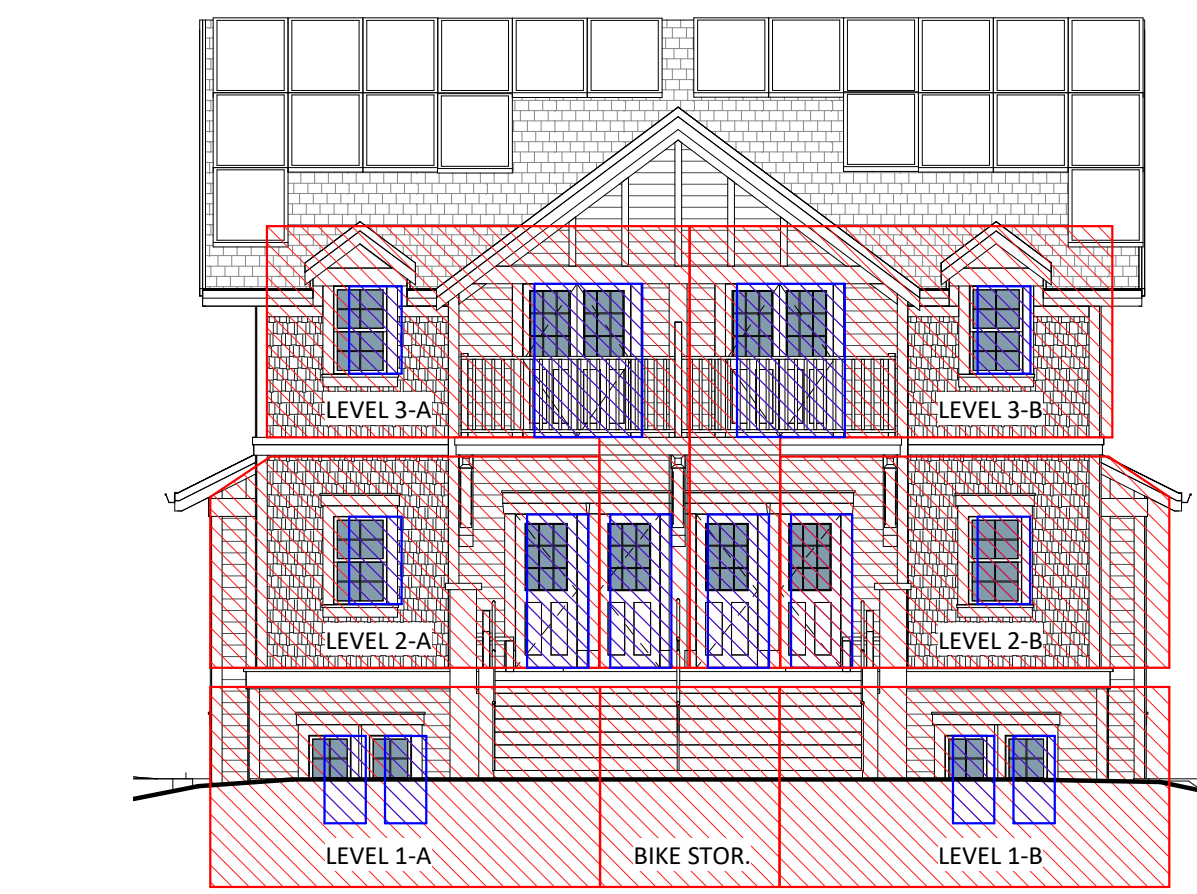 LEVEL 3-A
LEVEL 3-B
LEVEL 2-A
LEVEL 2-B
LEVEL 1-A
BIKE STOR.
LEVEL 1-B